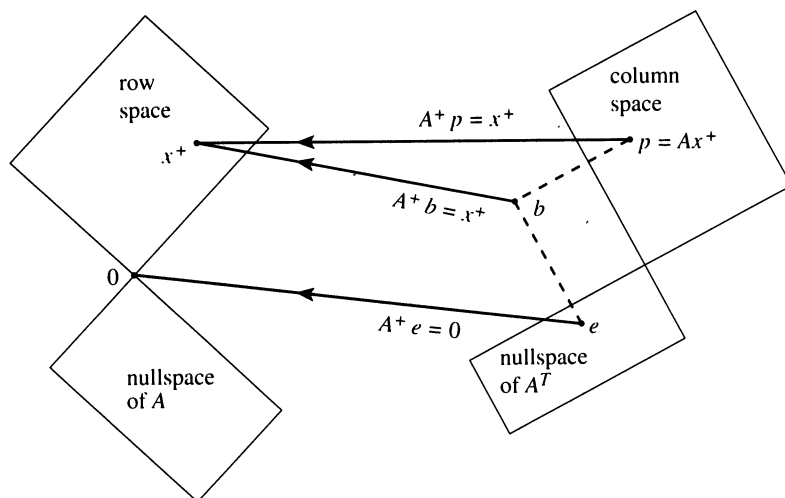 row
space
column
space
A⁺ p = x⁺
x⁺
p = Ax⁺
A⁺ b = x⁺
b
0
A⁺ e = 0
e
nullspace
of A
nullspace
of Aᵀ